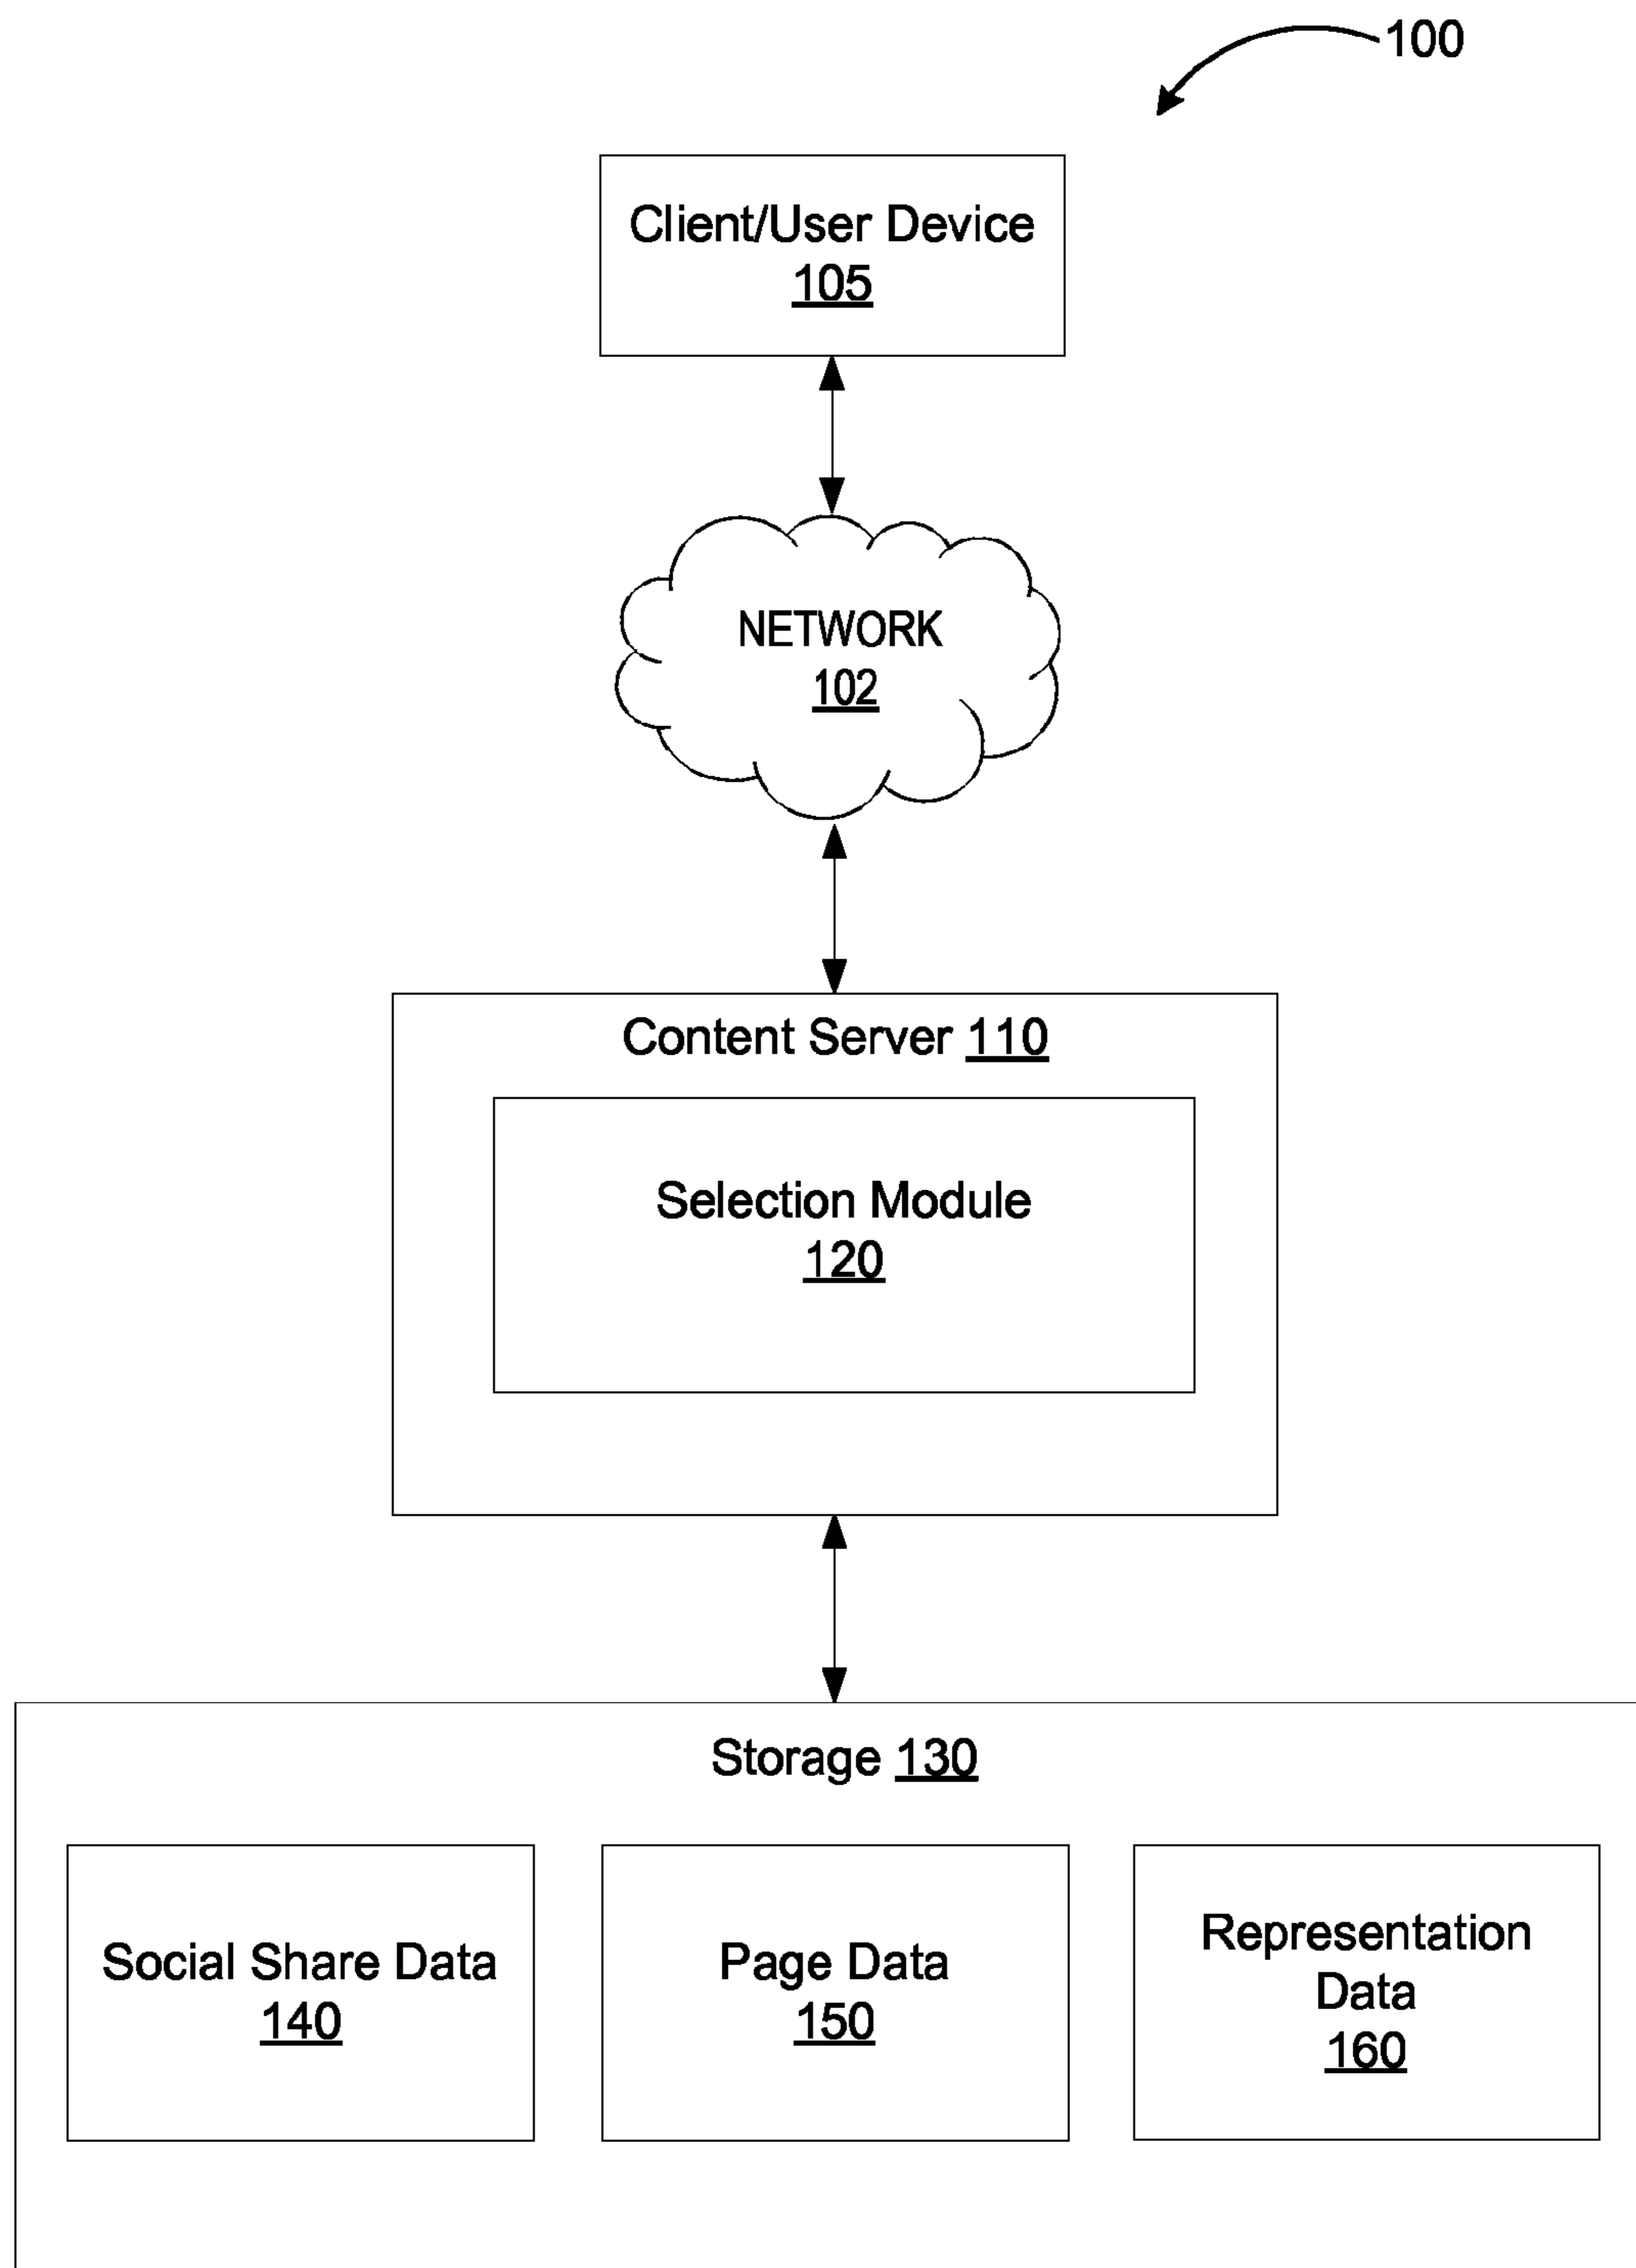 100
Client/User Device
105
NETWORK
102
Content Server 110
Selection Module
120
Storage 130
Social Share Data
140
Page Data
150
Representation
Data
160